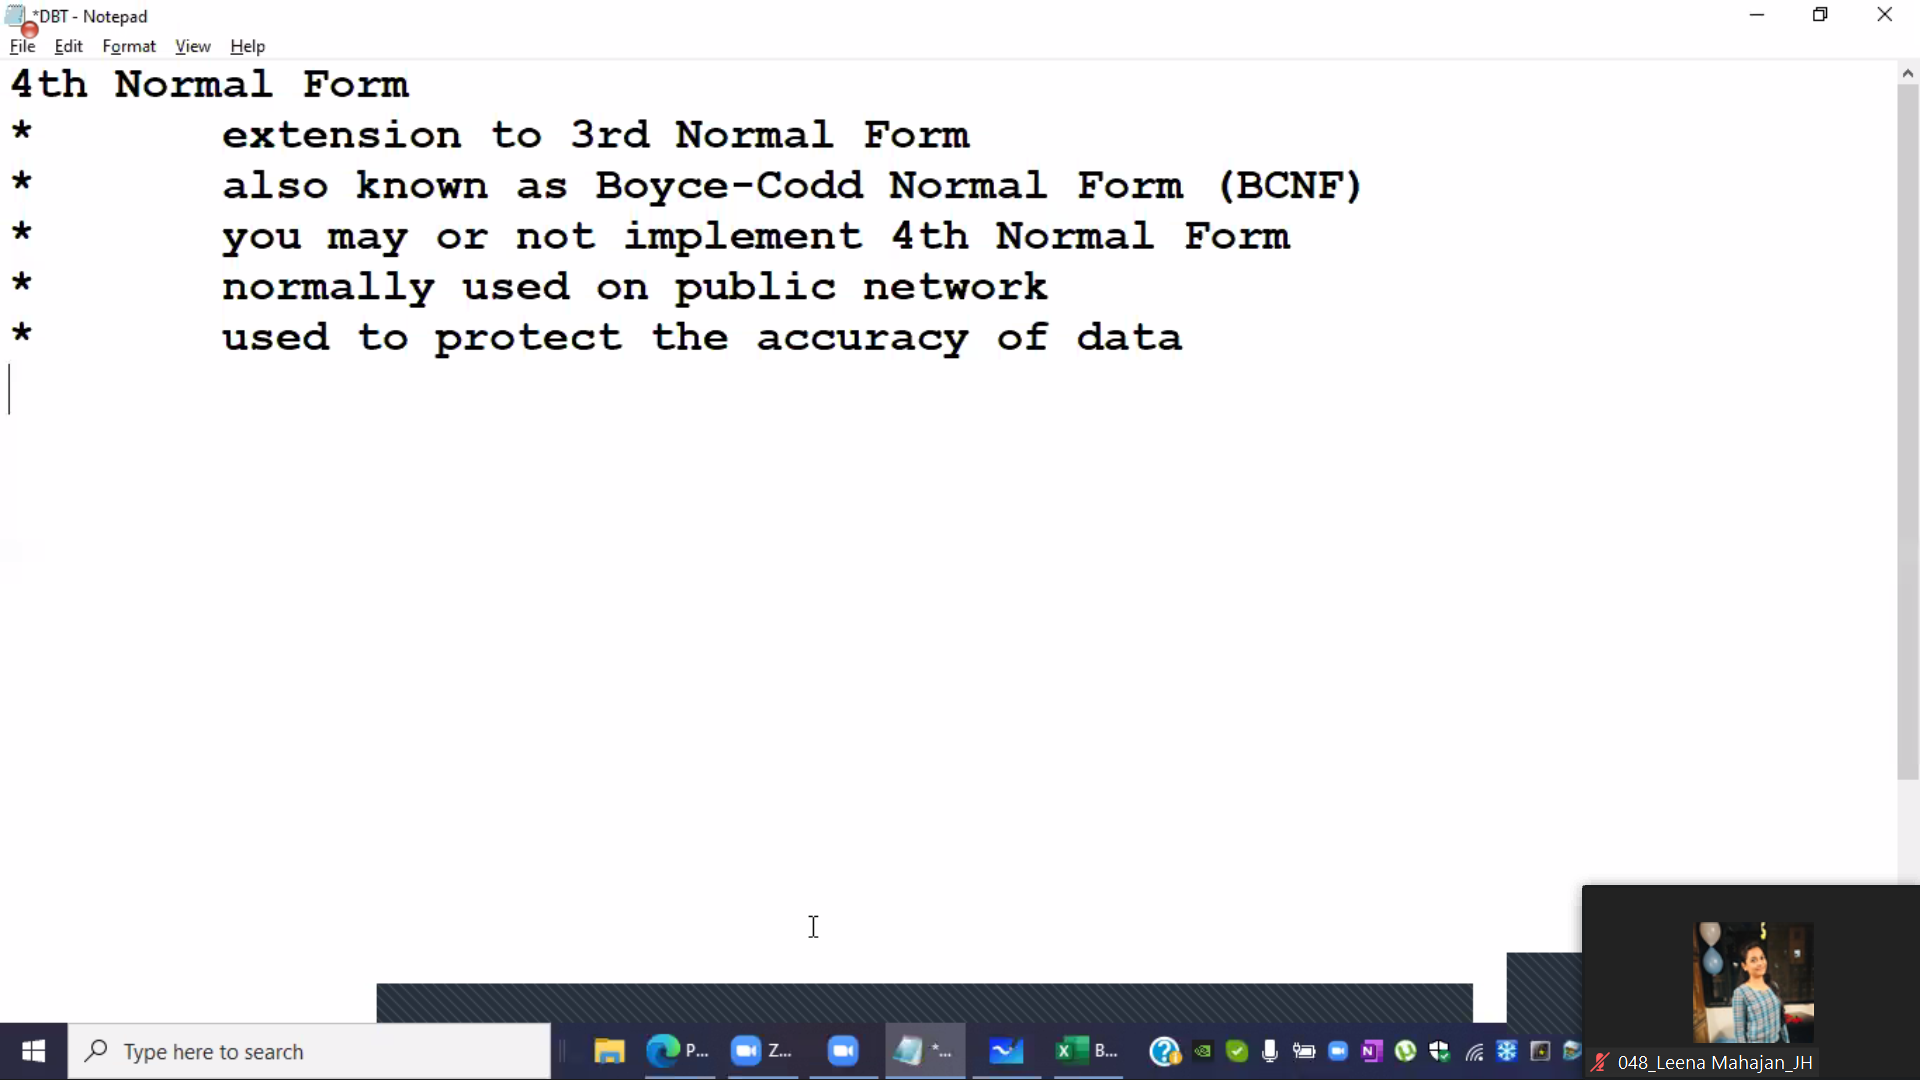 *DBT - Notepad
File Edit Format View Help
4th Normal Form
* extension to 3rd Normal Form
* also known as Boyce-Codd Normal Form (BCNF)
* you may or not implement 4th Normal Form
* normally used on public network
* used to protect the accuracy of data
Type here to search
P...
Z...
*...
B...
048_Leena Mahajan_JH